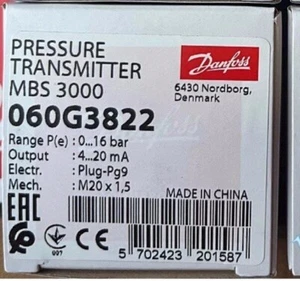 PRESSURE
TRANSMITTER
MBS 3000
060G3822
Danfoss
6430 Nordborg,
Denmark
Range P(e) : 0...16 bar
Output : 4...20 mA
Electr. : Plug-Pg9
Mech. : M20 x 1,5
MADE IN CHINA
EAC
CE
007
5 702423 201587